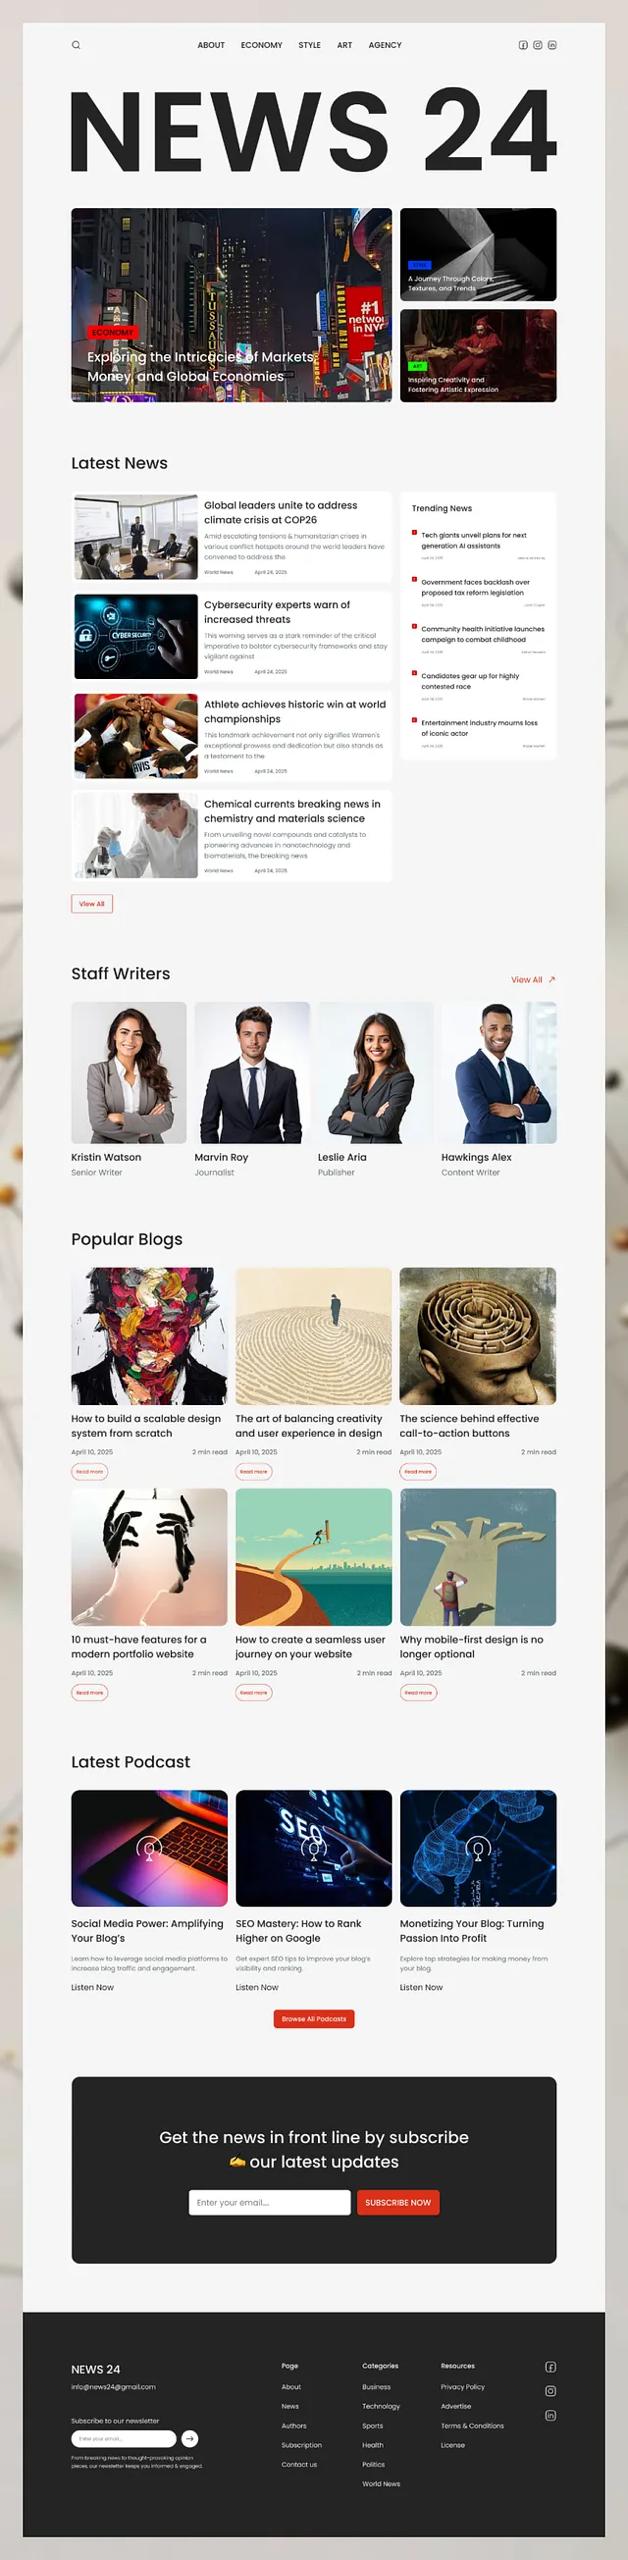 ABOUT ECONOMY STYLE ART AGENCY
NEWS 24
ECONOMY
Exploring the Intricacies of Markets,
Money, and Global Economies
#1
network
in NYC
STYLE
A Journey Through Colors,
Textures, and Trends
ART
Inspiring Creativity and
Fostering Artistic Expression
Latest News
Global leaders unite to address
climate crisis at COP26
Amid escalating tensions & humanitarian crises in
various conflict hotspots around the world leaders have
convened to address the
World News April 24, 2025
CYBER SECURITY
Cybersecurity experts warn of
increased threats
This warning serves as a stark reminder of the critical
imperative to bolster cybersecurity frameworks and stay
vigilant against
World News April 24, 2025
Athlete achieves historic win at world
championships
This landmark achievement not only signifies Warren's
exceptional prowess and dedication but also stands as
a testament to the
World News April 24, 2025
Chemical currents breaking news in
chemistry and materials science
From unveiling novel compounds and catalysts to
pioneering advances in nanotechnology and
biomaterials, the breaking news
World News April 24, 2025
View All
Trending News
Tech giants unveil plans for next
generation AI assistants
Government faces backlash over
proposed tax reform legislation
Community health initiative launches
campaign to combat childhood
Candidates gear up for highly
contested race
Entertainment industry mourns loss
of iconic actor
Staff Writers
View All
Kristin Watson
Senior Writer
Marvin Roy
Journalist
Leslie Aria
Publisher
Hawkings Alex
Content Writer
Popular Blogs
How to build a scalable design
system from scratch
April 10, 2025 2 min read
Read more
The art of balancing creativity
and user experience in design
April 10, 2025 2 min read
Read more
The science behind effective
call-to-action buttons
April 10, 2025 2 min read
Read more
10 must-have features for a
modern portfolio website
April 10, 2025 2 min read
Read more
How to create a seamless user
journey on your website
April 10, 2025 2 min read
Read more
Why mobile-first design is no
longer optional
April 10, 2025 2 min read
Read more
Latest Podcast
Social Media Power: Amplifying
Your Blog's
Learn how to leverage social media platforms to
increase blog traffic and engagement.
Listen Now
SEO
SEO Mastery: How to Rank
Higher on Google
Get expert SEO tips to improve your blog's
visibility and ranking.
Listen Now
Monetizing Your Blog: Turning
Passion Into Profit
Explore top strategies for making money from
your blog.
Listen Now
Browse All Podcasts
Get the news in front line by subscribe
✍️ our latest updates
Enter your email...
SUBSCRIBE NOW
NEWS 24
info@news24@gmail.com
Subscribe to our newsletter
Enter your email...
From breaking news to thought-provoking opinion
pieces, our newsletter keeps you informed & engaged.
Page
About
News
Authors
Subscription
Contact us
Categories
Business
Technology
Sports
Health
Politics
World News
Resources
Privacy Policy
Advertise
Terms & Conditions
License